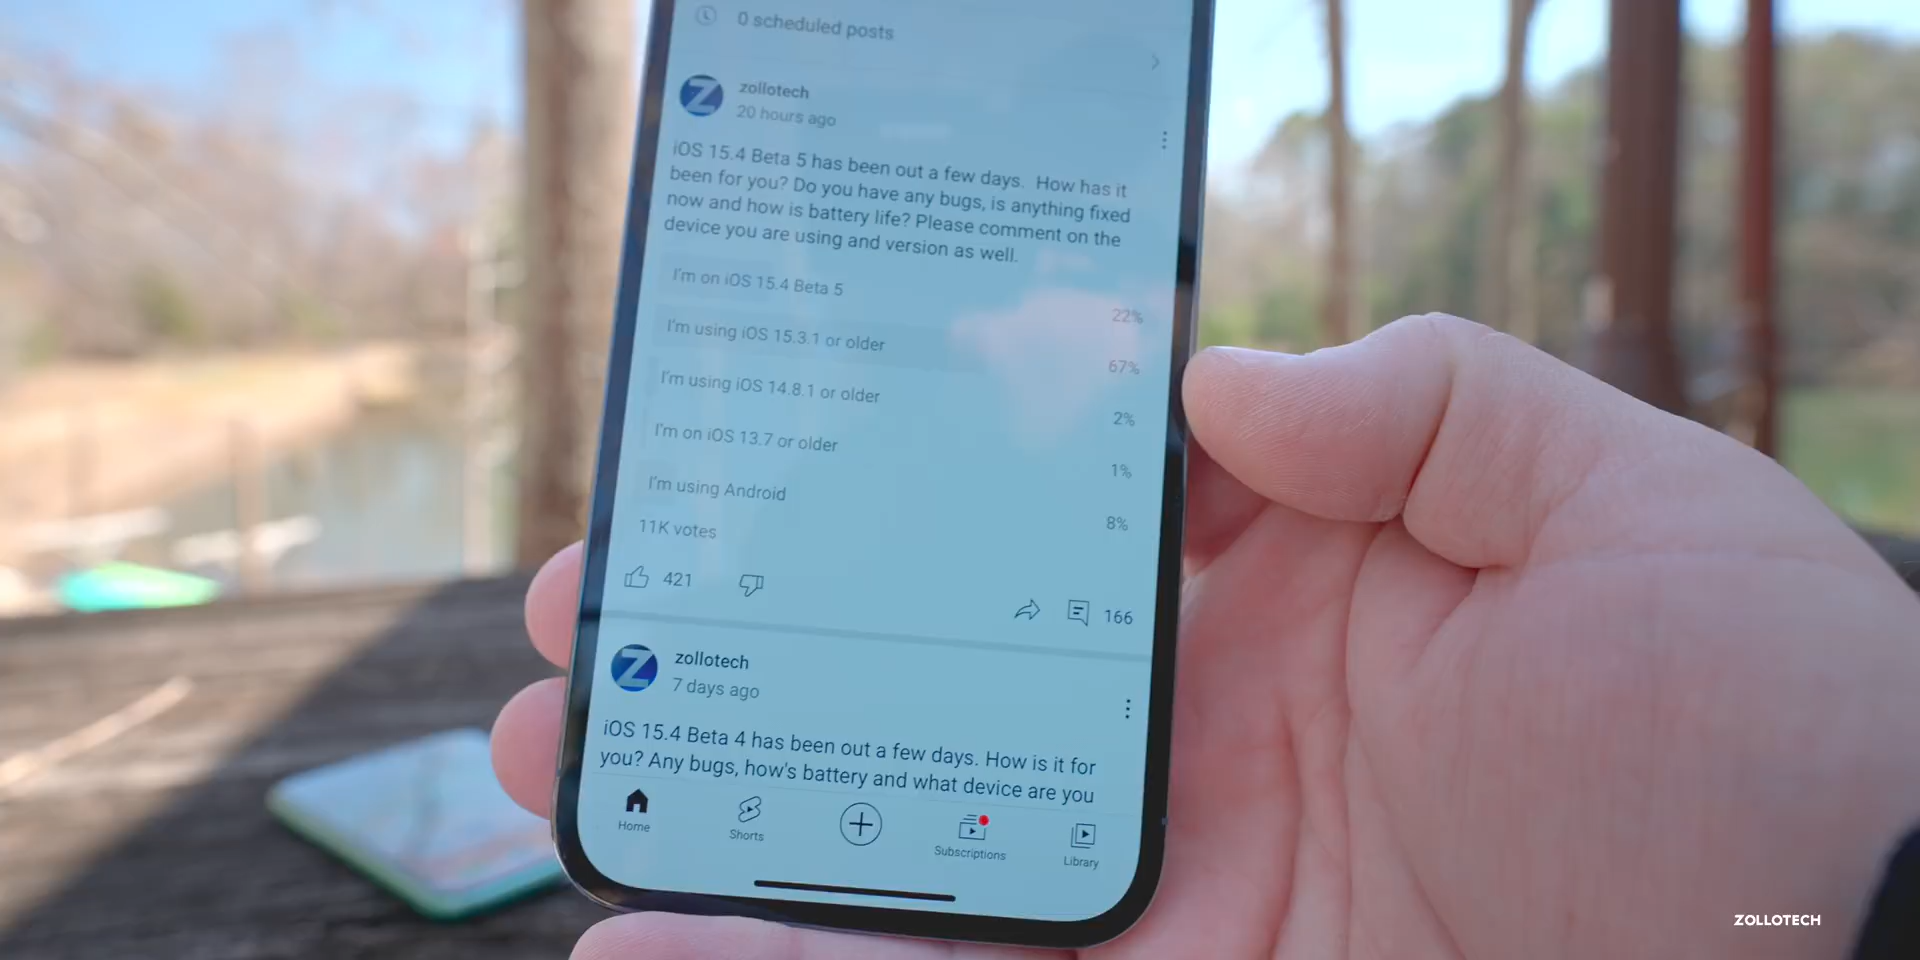 0 scheduled posts
zollotech
20 hours ago
iOS 15.4 Beta 5 has been out a few days.  How has it
been for you? Do you have any bugs, is anything fixed
now and how is battery life? Please comment on the
device you are using and version as well.
I'm on iOS 15.4 Beta 5
22%
I'm using iOS 15.3.1 or older
67%
I'm using iOS 14.8.1 or older
2%
I'm on iOS 13.7 or older
1%
I'm using Android
8%
11K votes
421
166
zollotech
7 days ago
iOS 15.4 Beta 4 has been out a few days. How is it for
you? Any bugs, how's battery and what device are you
Home
Shorts
Subscriptions
Library
ZOLLOTECH